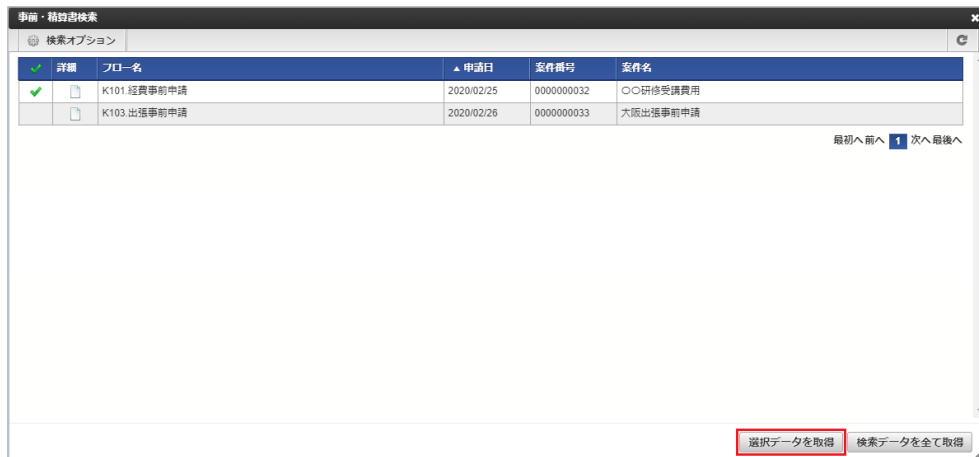 事前・精算書検索
検索オプション
詳細 フロー名 ▲ 申請日 案件番号 案件名
K101.経費事前申請 2020/02/25 0000000032 〇〇研修受講費用
K103.出張事前申請 2020/02/26 0000000033 大阪出張事前申請
最初へ 前へ 1 次へ 最後へ
選択データを取得 検索データを全て取得